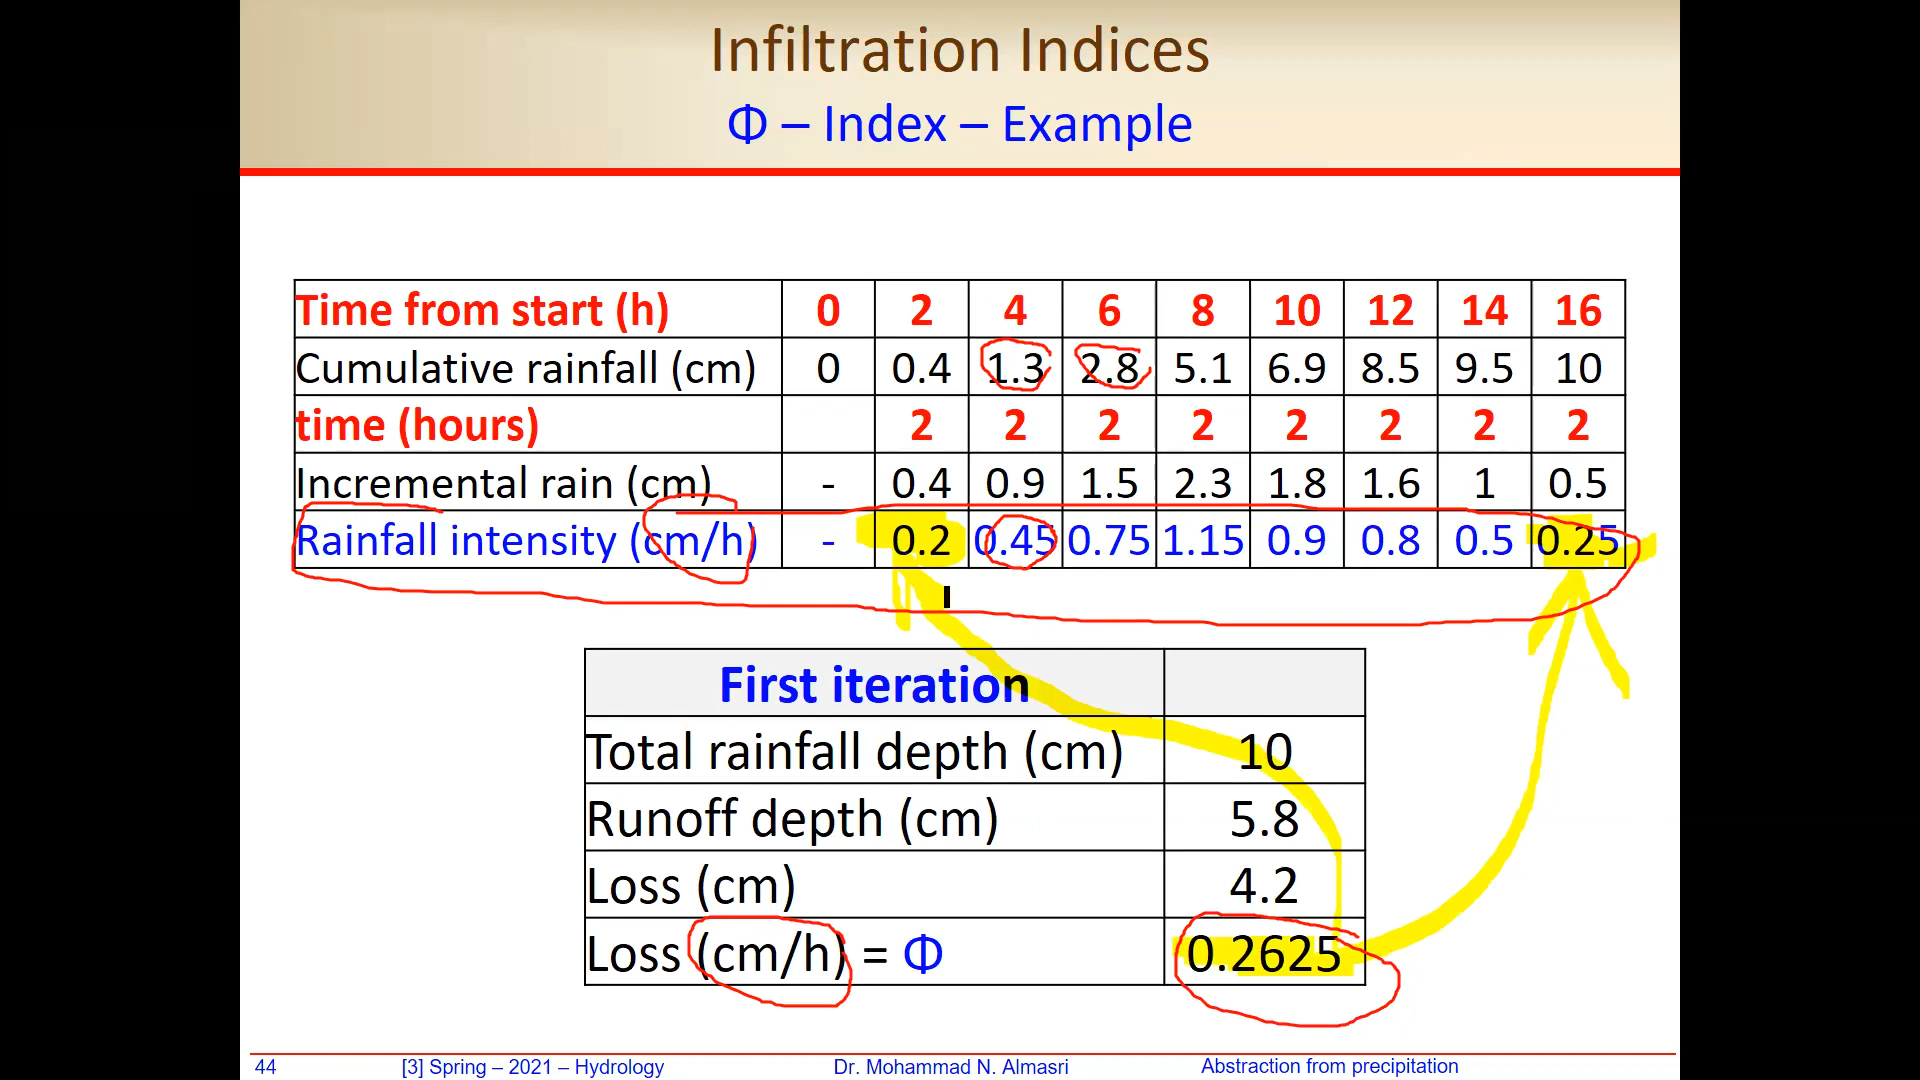 Infiltration Indices
Φ – Index – Example
Time from start (h) 0 2 4 6 8 10 12 14 16
Cumulative rainfall (cm) 0 0.4 1.3 2.8 5.1 6.9 8.5 9.5 10
time (hours) 2 2 2 2 2 2 2 2
Incremental rain (cm) - 0.4 0.9 1.5 2.3 1.8 1.6 1 0.5
Rainfall intensity (cm/h) - 0.2 0.45 0.75 1.15 0.9 0.8 0.5 0.25
First iteration
Total rainfall depth (cm) 10
Runoff depth (cm) 5.8
Loss (cm) 4.2
Loss (cm/h) = Φ 0.2625
44 [3] Spring – 2021 – Hydrology Dr. Mohammad N. Almasri Abstraction from precipitation